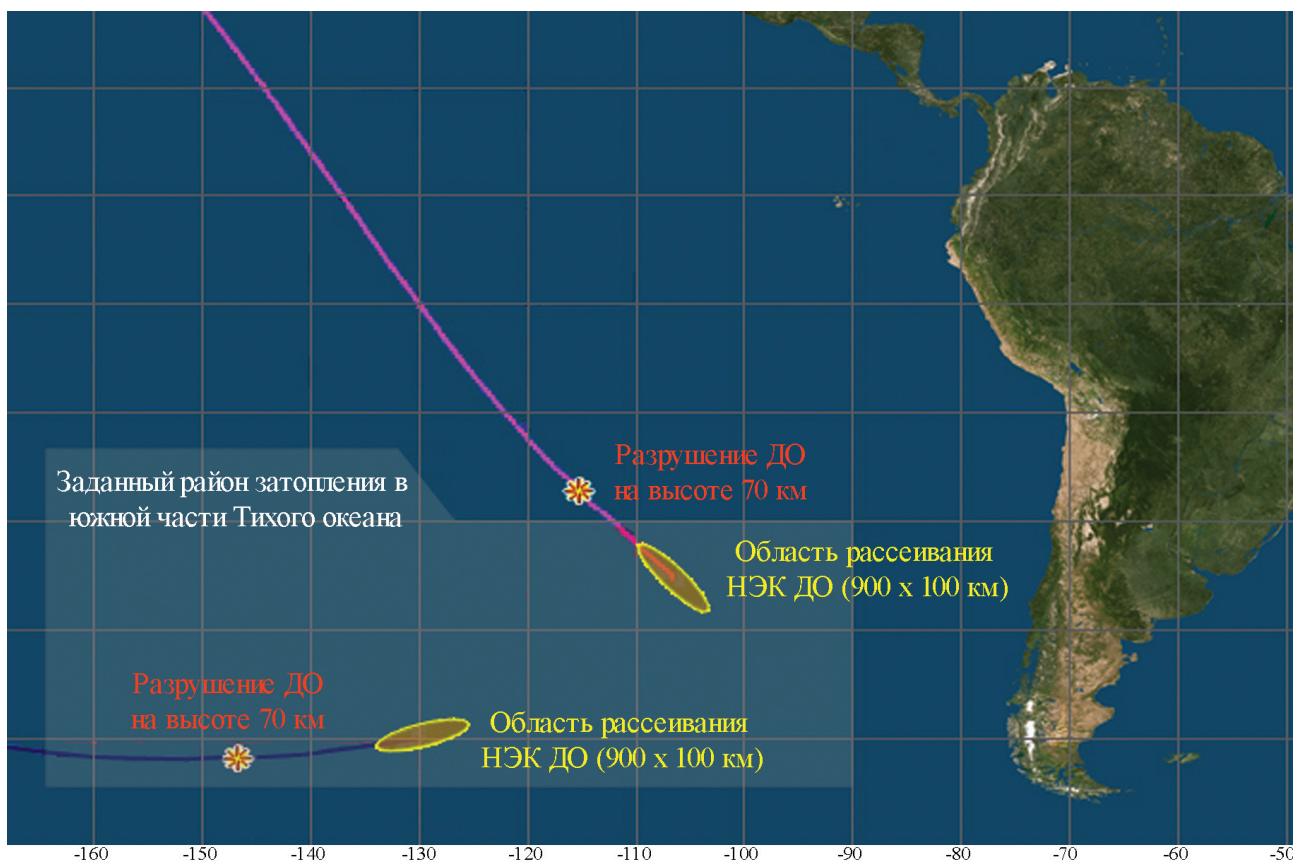 Разрушение ДО
на высоте 70 км
Заданный район затопления в
южной части Тихого океана
Область рассеивания
НЭК ДО (900 x 100 км)
Разрушение ДО
на высоте 70 км
Область рассеивания
НЭК ДО (900 x 100 км)
-160 -150 -140 -130 -120 -110 -100 -90 -80 -70 -60 -50